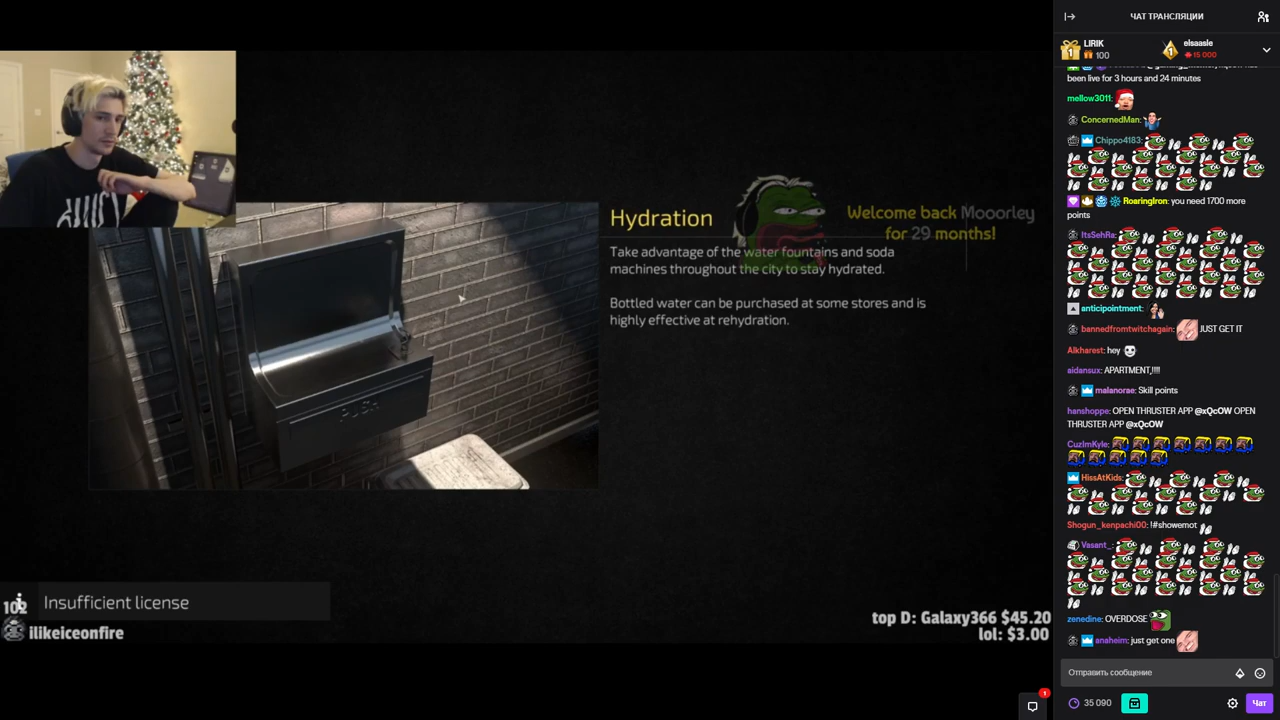 ЧАТ ТРАНСЛЯЦИИ
LIRIK
100
elsaasle
15 000
been live for 3 hours and 24 minutes
mellow3011:
ConcernedMan:
Chippo4183:
RoaringIron: you need 1700 more
points
ItsSehRa:
anticipointment:
bannedfromtwitchagain: JUST GET IT
Alkharest: hey
aidansux: APARTMENT,!!!!
malanorae: Skill points
hanshoppe: OPEN THRUSTER APP @xQcOW OPEN
THRUSTER APP @xQcOW
CuzImKyle:
HissAtKids:
Shogun_kenpachi00: !#showemot
Vasant_:
zenedine: OVERDOSE
anaheim: just get one
Отправить сообщение
35 090
Чат
1
Hydration
Welcome back Mooorley
for 29 months!
Take advantage of the water fountains and soda
machines throughout the city to stay hydrated.
Bottled water can be purchased at some stores and is
highly effective at rehydration.
PUSH
Insufficient license
102
ilikeiceonfire
top D: Galaxy366 $45.20
lol: $3.00